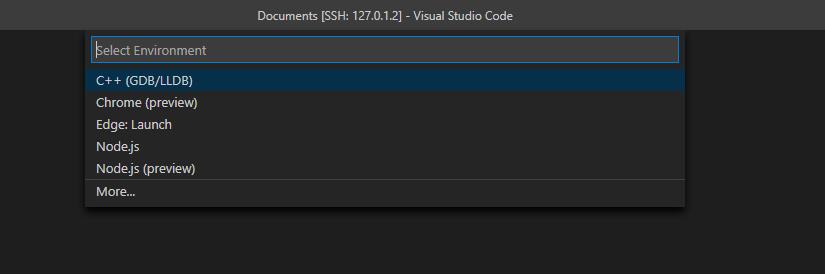 Documents [SSH: 127.0.1.2] - Visual Studio Code
Select Environment
C++ (GDB/LLDB)
Chrome (preview)
Edge: Launch
Node.js
Node.js (preview)
More...